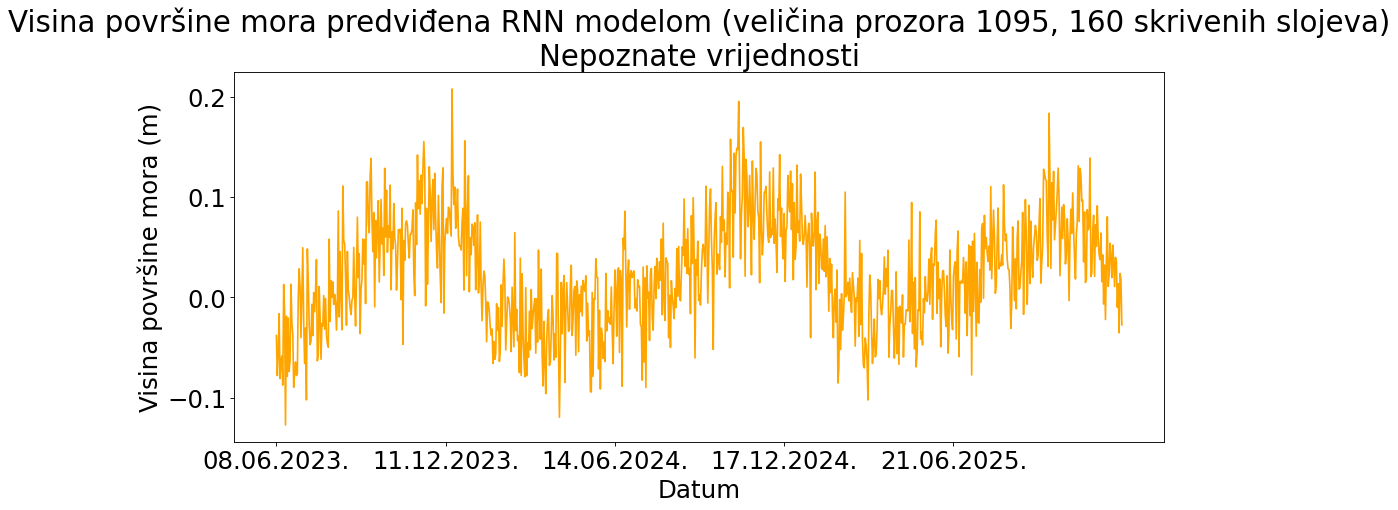 Visina površine mora predviđena RNN modelom (veličina prozora 1095, 160 skrivenih slojeva)
Nepoznate vrijednosti
Visina površine mora (m)
0.2
0.1
0.0
−0.1
08.06.2023. 11.12.2023. 14.06.2024. 17.12.2024. 21.06.2025.
Datum